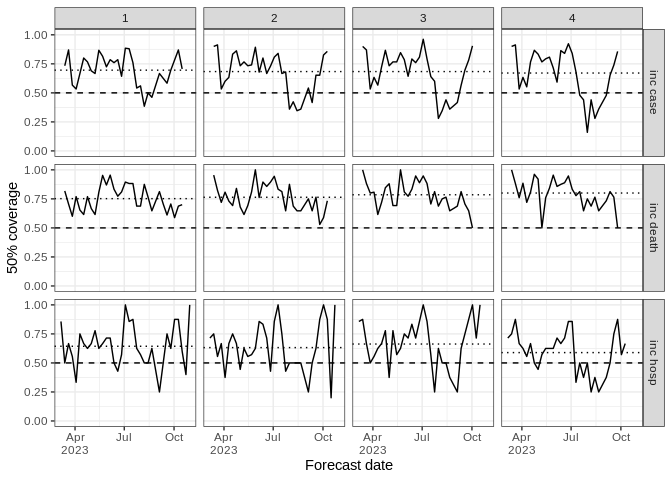 1 2 3 4
1.00
0.75
0.50
0.25
0.00
inc case
1.00
0.75
0.50
0.25
0.00
inc death
1.00
0.75
0.50
0.25
0.00
inc hosp
50% coverage
Apr Jul Oct Apr Jul Oct Apr Jul Oct Apr Jul Oct
2023 2023 2023 2023
Forecast date